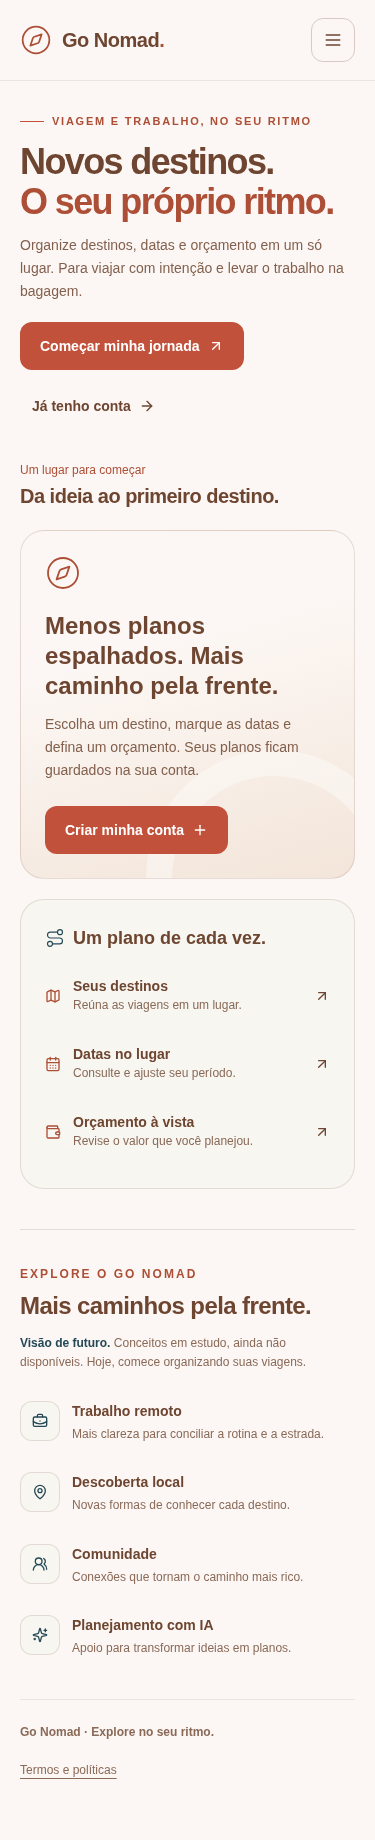 Go Nomad.
VIAGEM E TRABALHO, NO SEU RITMO
Novos destinos.
O seu próprio ritmo.
Organize destinos, datas e orçamento em um só
lugar. Para viajar com intenção e levar o trabalho na
bagagem.
Começar minha jornada
Já tenho conta
Um lugar para começar
Da ideia ao primeiro destino.
Menos planos
espalhados. Mais
caminho pela frente.
Escolha um destino, marque as datas e
defina um orçamento. Seus planos ficam
guardados na sua conta.
Criar minha conta
Um plano de cada vez.
Seus destinos
Reúna as viagens em um lugar.
Datas no lugar
Consulte e ajuste seu período.
Orçamento à vista
Revise o valor que você planejou.
EXPLORE O GO NOMAD
Mais caminhos pela frente.
Visão de futuro. Conceitos em estudo, ainda não
disponíveis. Hoje, comece organizando suas viagens.
Trabalho remoto
Mais clareza para conciliar a rotina e a estrada.
Descoberta local
Novas formas de conhecer cada destino.
Comunidade
Conexões que tornam o caminho mais rico.
Planejamento com IA
Apoio para transformar ideias em planos.
Go Nomad · Explore no seu ritmo.
Termos e políticas